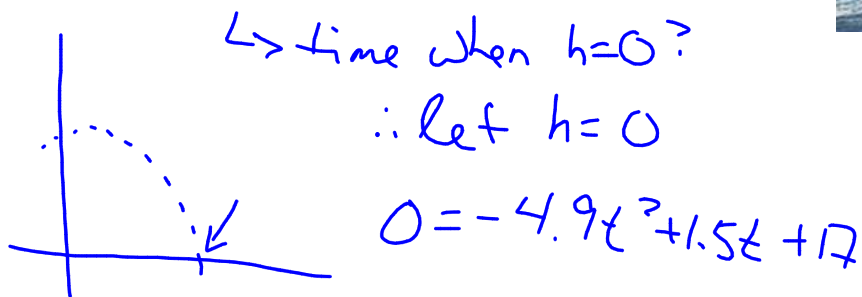 ↳ time when h=0?
∴ let h=0
0=-4.9t²+1.5t+17